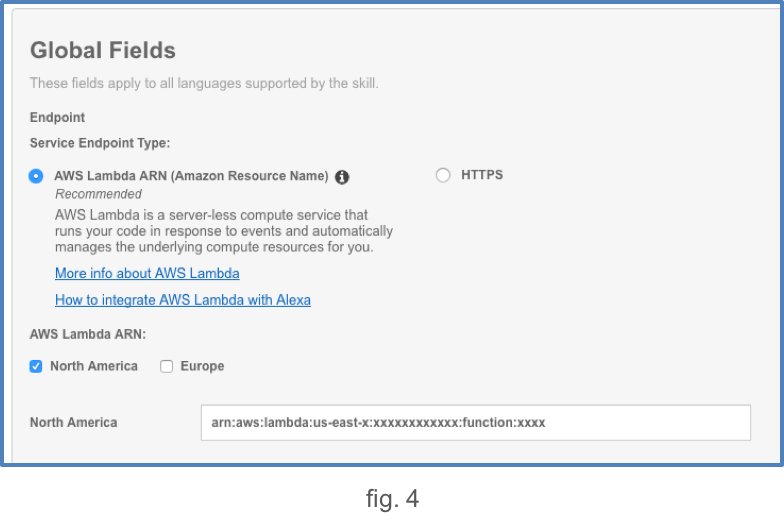 Global Fields
These fields apply to all languages supported by the skill.
Endpoint
Service Endpoint Type:
AWS Lambda ARN (Amazon Resource Name)
HTTPS
Recommended
AWS Lambda is a server-less compute service that
runs your code in response to events and automatically
manages the underlying compute resources for you.
More info about AWS Lambda
How to integrate AWS Lambda with Alexa
AWS Lambda ARN:
North America
Europe
North America
arn:aws:lambda:us-east-x:xxxxxxxxxxxx:function:xxxx
fig. 4